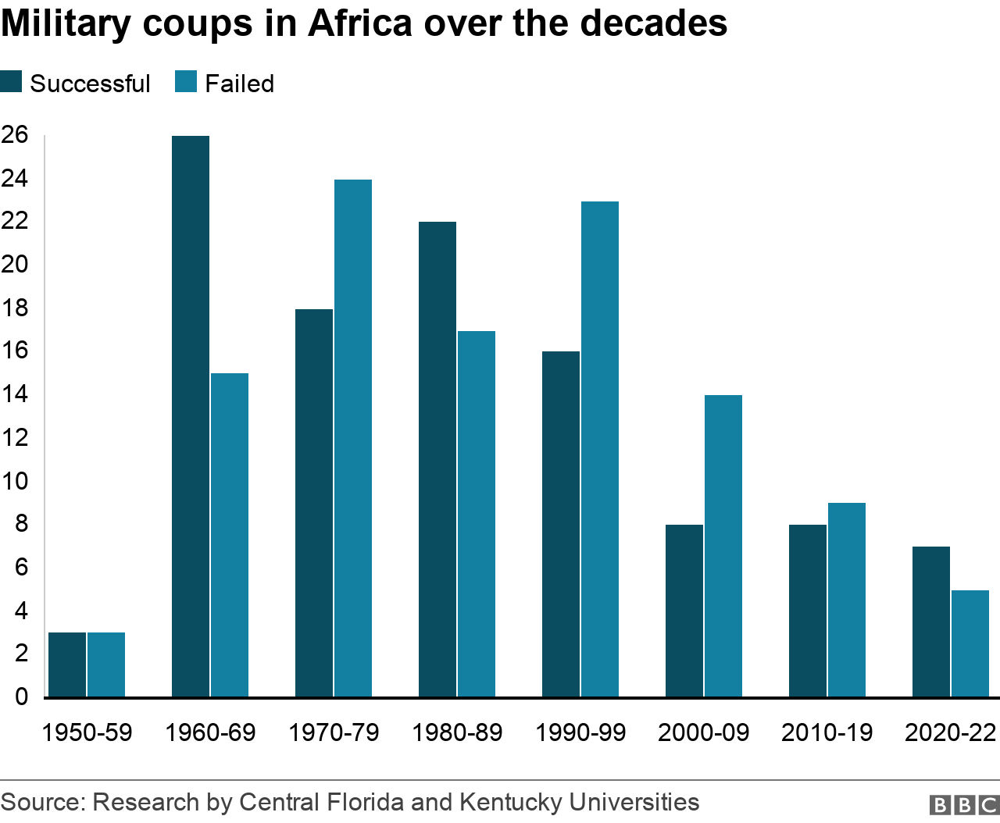 Military coups in Africa over the decades
Successful Failed
26
24
22
20
18
16
14
12
10
8
6
4
2
0
1950-59 1960-69 1970-79 1980-89 1990-99 2000-09 2010-19 2020-22
Source: Research by Central Florida and Kentucky Universities
BBC